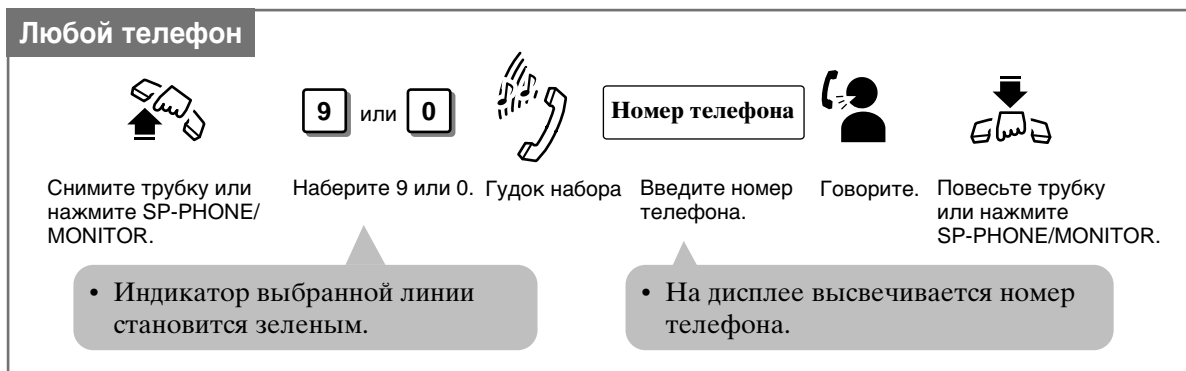 Любой телефон
9 или 0
Номер телефона
Снимите трубку или
нажмите SP-PHONE/
MONITOR.
Наберите 9 или 0.
Гудок набора
Введите номер
телефона.
Говорите.
Повесьте трубку
или нажмите
SP-PHONE/MONITOR.
• Индикатор выбранной линии
становится зеленым.
• На дисплее высвечивается номер
телефона.